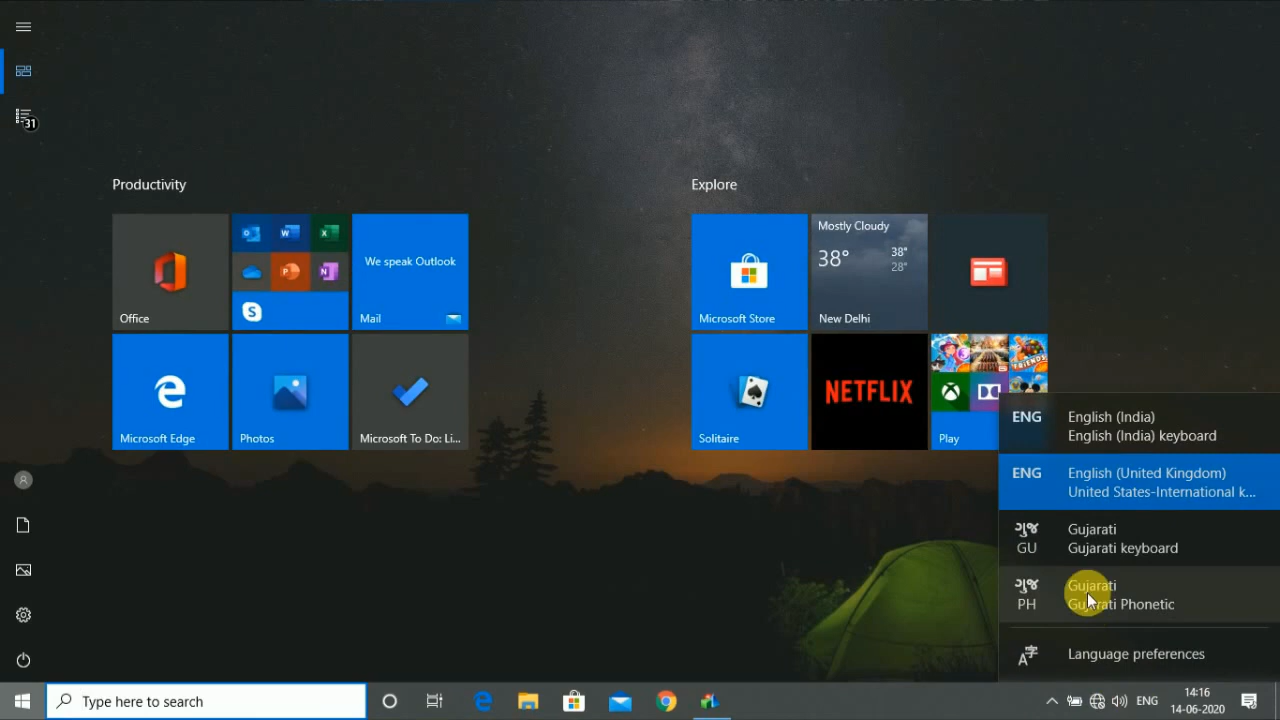 31
Productivity
Explore
Office
We speak Outlook
Mail
Microsoft Store
Mostly Cloudy
38°
38°
28°
New Delhi
Microsoft Edge
Photos
Microsoft To Do: Li...
Solitaire
NETFLIX
Play
FRIENDS
ENG English (India)
English (India) keyboard
ENG English (United Kingdom)
United States-International k...
ગુજ Gujarati
GU Gujarati keyboard
ગુજ Gujarati
PH Gujarati Phonetic
Language preferences
Type here to search
ENG
14:16
14-06-2020